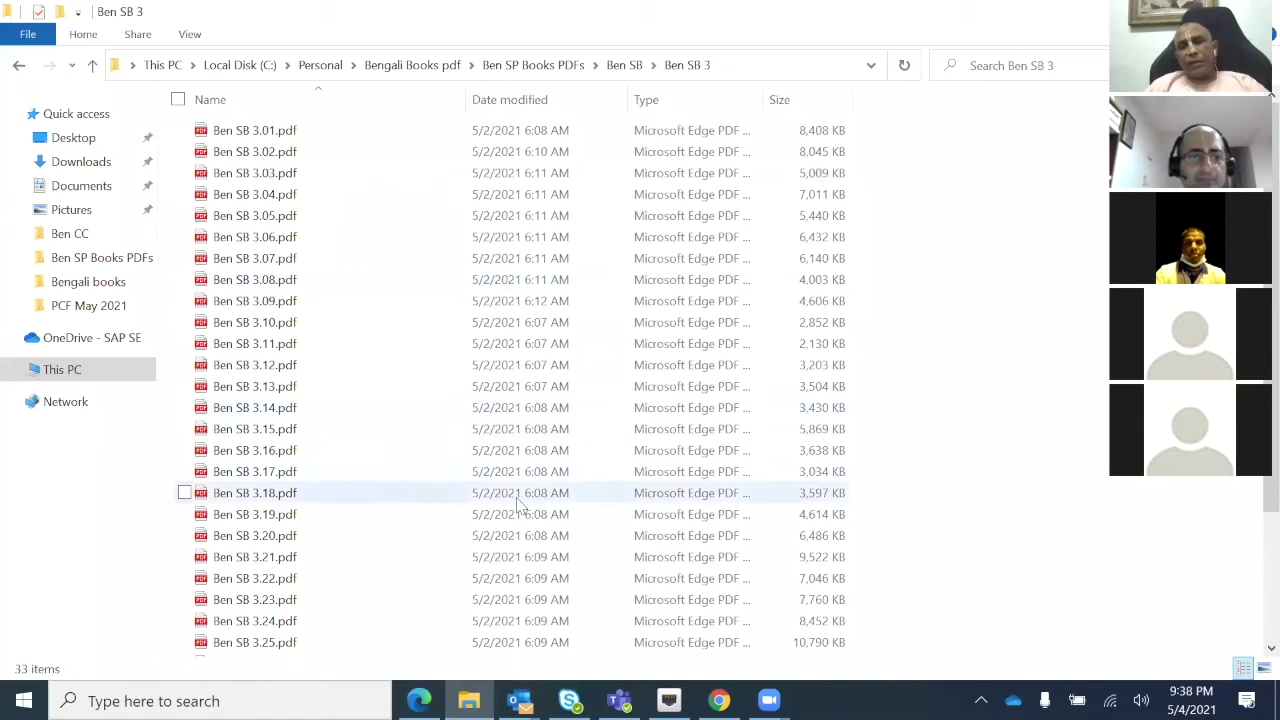 Ben SB 3
File Home Share View
This PC Local Disk (C:) Personal Bengali books pdf Ben SP Books PDFs Ben SB Ben SB 3 Search Ben SB 3
Name Date modified Type Size
Quick access
Desktop
Downloads
Documents
Pictures
Ben CC
Ben SP Books PDFs
Bengali books
PCF May 2021
OneDrive - SAP SE
This PC
Network
Ben SB 3.01.pdf 5/2/2021 6:08 AM Microsoft Edge PDF ... 8,408 KB
Ben SB 3.02.pdf 5/2/2021 6:10 AM Microsoft Edge PDF ... 8,045 KB
Ben SB 3.03.pdf 5/2/2021 6:11 AM Microsoft Edge PDF ... 5,009 KB
Ben SB 3.04.pdf 5/2/2021 6:11 AM Microsoft Edge PDF ... 7,011 KB
Ben SB 3.05.pdf 5/2/2021 6:11 AM Microsoft Edge PDF ... 5,440 KB
Ben SB 3.06.pdf 5/2/2021 6:11 AM Microsoft Edge PDF ... 6,432 KB
Ben SB 3.07.pdf 5/2/2021 6:11 AM Microsoft Edge PDF ... 6,140 KB
Ben SB 3.08.pdf 5/2/2021 6:11 AM Microsoft Edge PDF ... 4,003 KB
Ben SB 3.09.pdf 5/2/2021 6:12 AM Microsoft Edge PDF ... 4,606 KB
Ben SB 3.10.pdf 5/2/2021 6:07 AM Microsoft Edge PDF ... 2,852 KB
Ben SB 3.11.pdf 5/2/2021 6:07 AM Microsoft Edge PDF ... 2,130 KB
Ben SB 3.12.pdf 5/2/2021 6:07 AM Microsoft Edge PDF ... 3,203 KB
Ben SB 3.13.pdf 5/2/2021 6:07 AM Microsoft Edge PDF ... 3,504 KB
Ben SB 3.14.pdf 5/2/2021 6:08 AM Microsoft Edge PDF ... 3,430 KB
Ben SB 3.15.pdf 5/2/2021 6:08 AM Microsoft Edge PDF ... 5,869 KB
Ben SB 3.16.pdf 5/2/2021 6:08 AM Microsoft Edge PDF ... 3,638 KB
Ben SB 3.17.pdf 5/2/2021 6:08 AM Microsoft Edge PDF ... 3,034 KB
Ben SB 3.18.pdf 5/2/2021 6:08 AM Microsoft Edge PDF ... 3,597 KB
Ben SB 3.19.pdf 5/2/2021 6:08 AM Microsoft Edge PDF ... 4,614 KB
Ben SB 3.20.pdf 5/2/2021 6:08 AM Microsoft Edge PDF ... 6,486 KB
Ben SB 3.21.pdf 5/2/2021 6:09 AM Microsoft Edge PDF ... 9,522 KB
Ben SB 3.22.pdf 5/2/2021 6:09 AM Microsoft Edge PDF ... 7,046 KB
Ben SB 3.23.pdf 5/2/2021 6:09 AM Microsoft Edge PDF ... 7,760 KB
Ben SB 3.24.pdf 5/2/2021 6:09 AM Microsoft Edge PDF ... 8,452 KB
Ben SB 3.25.pdf 5/2/2021 6:09 AM Microsoft Edge PDF ... 10,790 KB
33 items
Type here to search
9:38 PM
5/4/2021